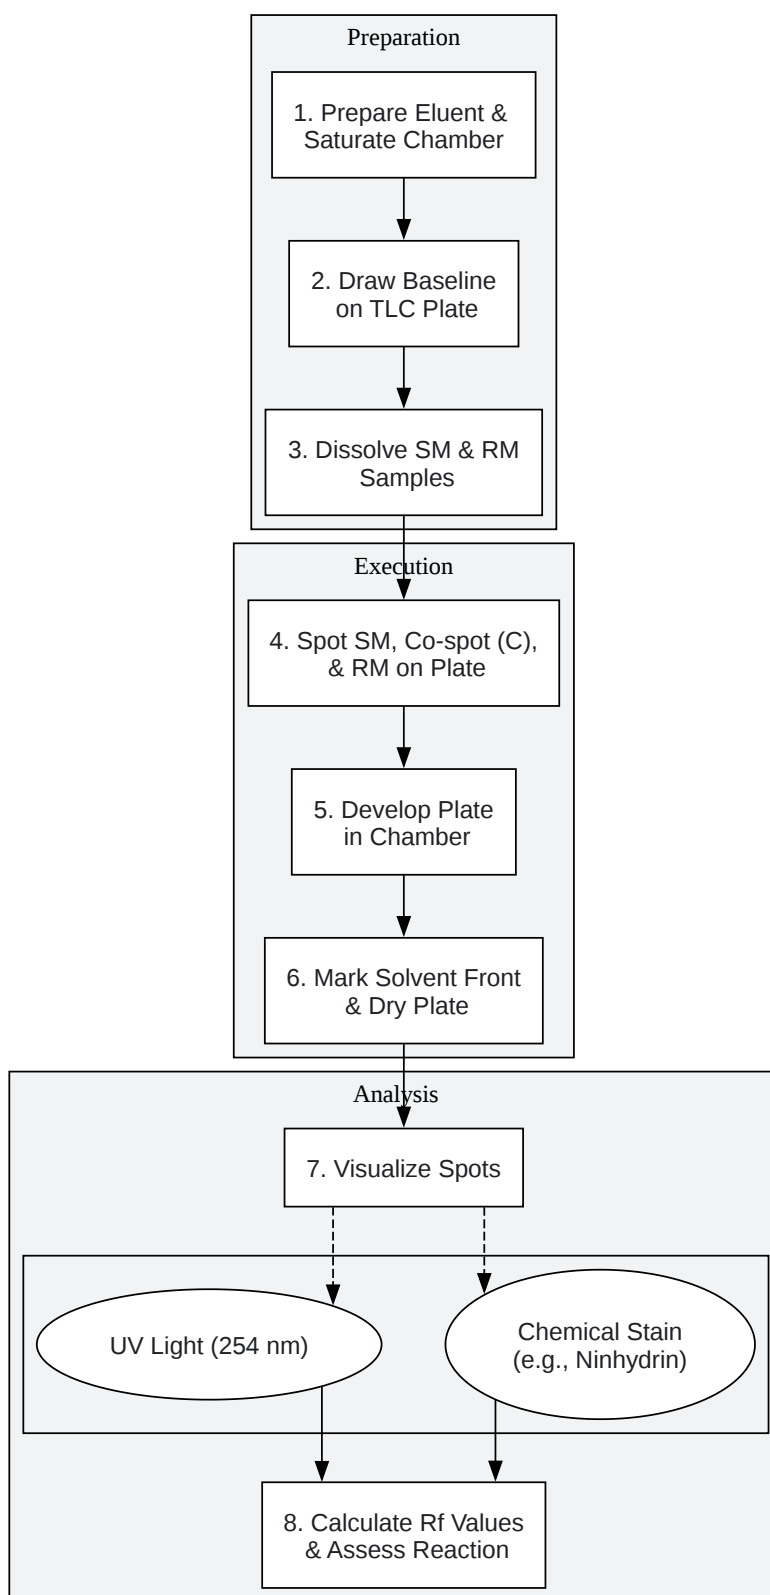 Preparation
1. Prepare Eluent &
Saturate Chamber
2. Draw Baseline
on TLC Plate
3. Dissolve SM & RM
Samples
Execution
4. Spot SM, Co-spot (C),
& RM on Plate
5. Develop Plate
in Chamber
6. Mark Solvent Front
& Dry Plate
Analysis
7. Visualize Spots
UV Light (254 nm)
Chemical Stain
(e.g., Ninhydrin)
8. Calculate Rf Values
& Assess Reaction